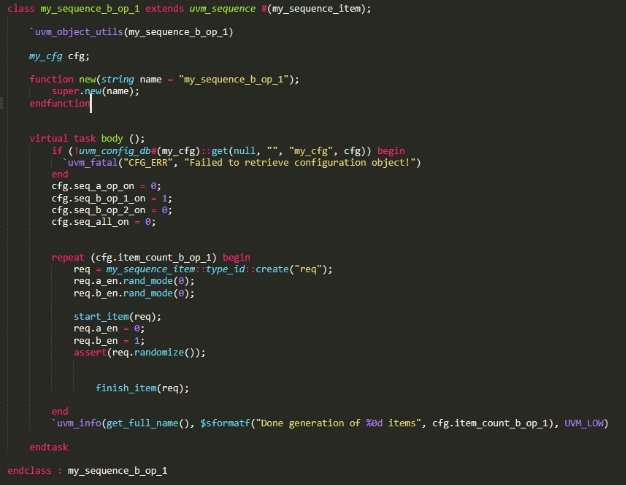 class my_sequence_b_op_1 extends uvm_sequence #(my_sequence_item);
`uvm_object_utils(my_sequence_b_op_1)
my_cfg cfg;
function new(string name = "my_sequence_b_op_1");
super.new(name);
endfunction
virtual task body ();
if (!uvm_config_db#(my_cfg)::get(null, "", "my_cfg", cfg)) begin
`uvm_fatal("CFG_ERR", "Failed to retrieve configuration object!")
end
cfg.seq_a_op_on = 0;
cfg.seq_b_op_1_on = 1;
cfg.seq_b_op_2_on = 0;
cfg.seq_all_on = 0;
repeat (cfg.item_count_b_op_1) begin
req = my_sequence_item::type_id::create("req");
req.a_en.rand_mode(0);
req.b_en.rand_mode(0);
start_item(req);
req.a_en = 0;
req.b_en = 1;
assert(req.randomize());
finish_item(req);
end
`uvm_info(get_full_name(), $sformatf("Done generation of %0d items", cfg.item_count_b_op_1), UVM_LOW)
endtask
endclass : my_sequence_b_op_1